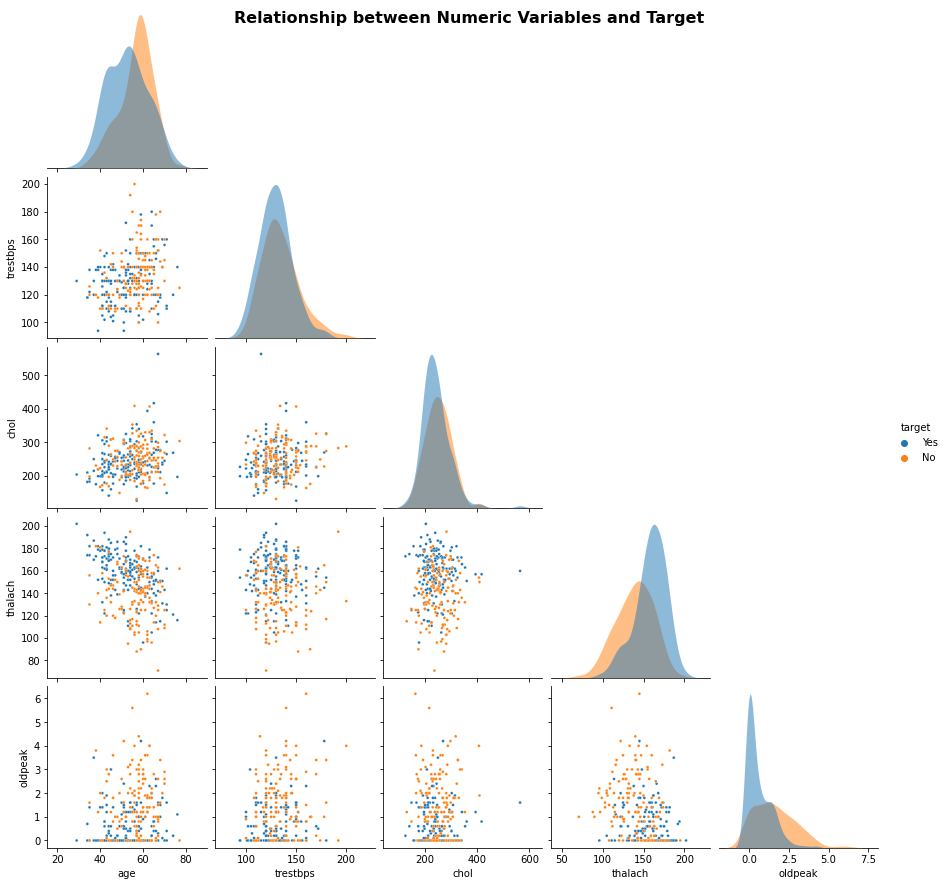 Relationship between Numeric Variables and Target
200
180
160
140
120
100
trestbps
500
400
300
200
chol
target
Yes
No
200
180
160
140
120
100
80
thalach
6
5
4
3
2
1
0
oldpeak
20 40 60 80 100 150 200 200 400 600 50 100 150 200 0.0 2.5 5.0 7.5
age trestbps chol thalach oldpeak